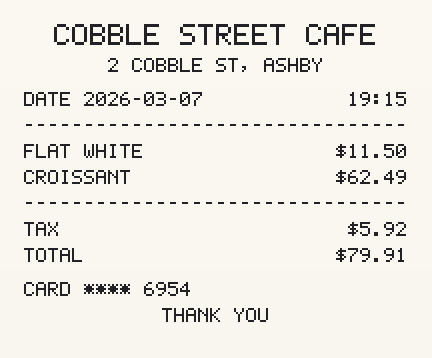 COBBLE STREET CAFE
2 COBBLE ST, ASHBY
DATE 2026-03-07 19:15
--------------------------------
FLAT WHITE $11.50
CROISSANT $62.49
--------------------------------
TAX $5.92
TOTAL $79.91
CARD **** 6954
THANK YOU